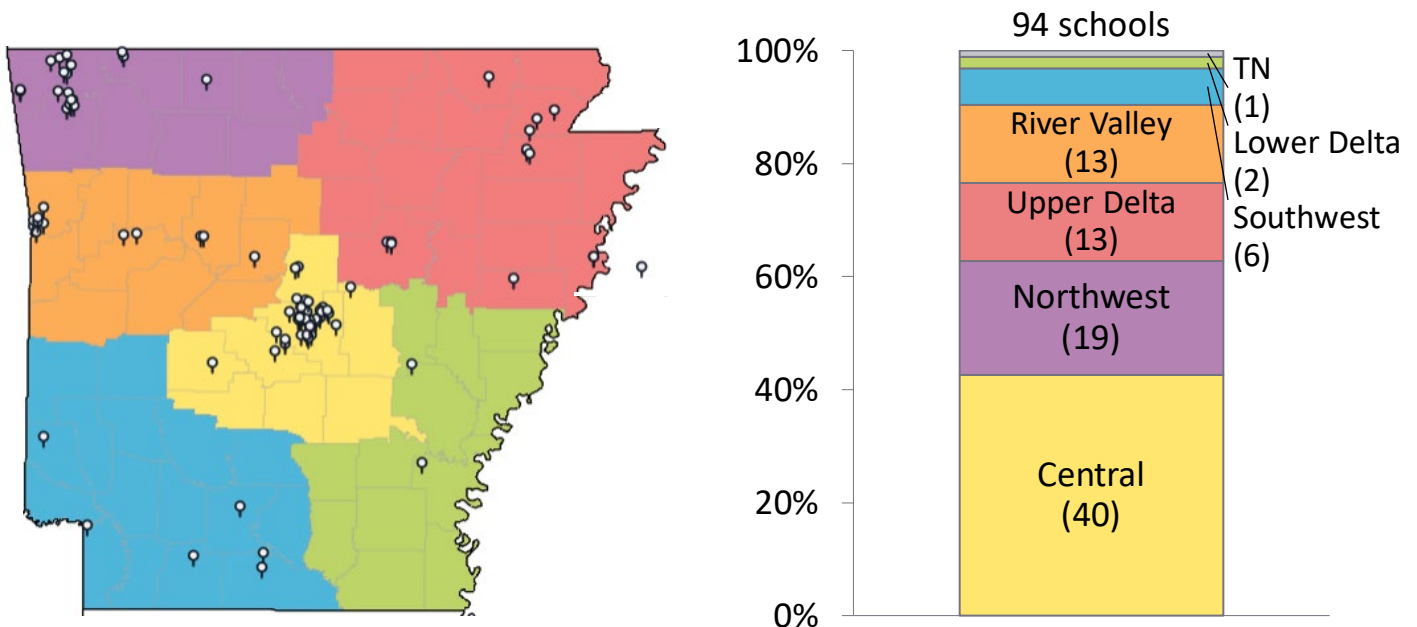 94 schools
100%
80%
60%
40%
20%
0%
TN
(1)
Lower Delta
(2)
Southwest
(6)
River Valley
(13)
Upper Delta
(13)
Northwest
(19)
Central
(40)